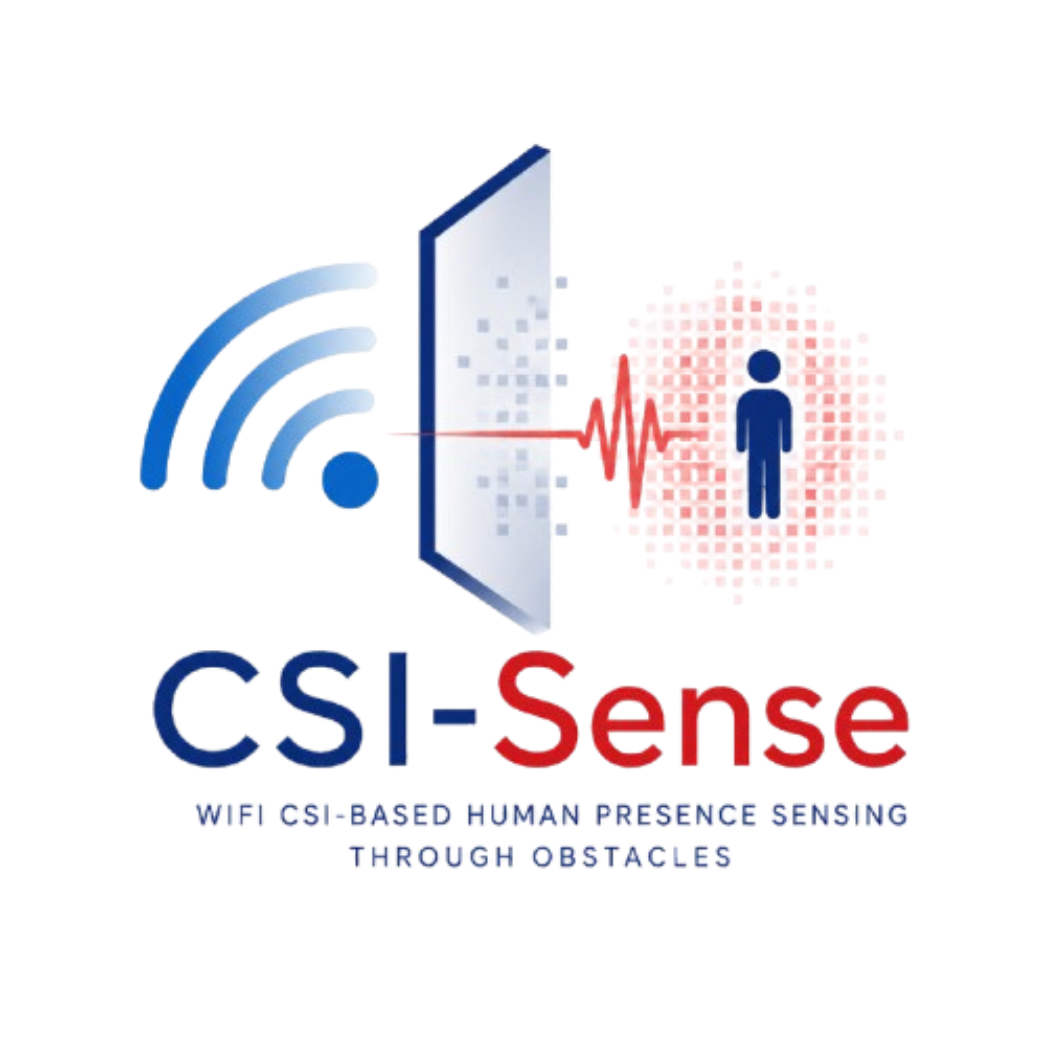 CSI-Sense
WIFI CSI-BASED HUMAN PRESENCE SENSING
THROUGH OBSTACLES